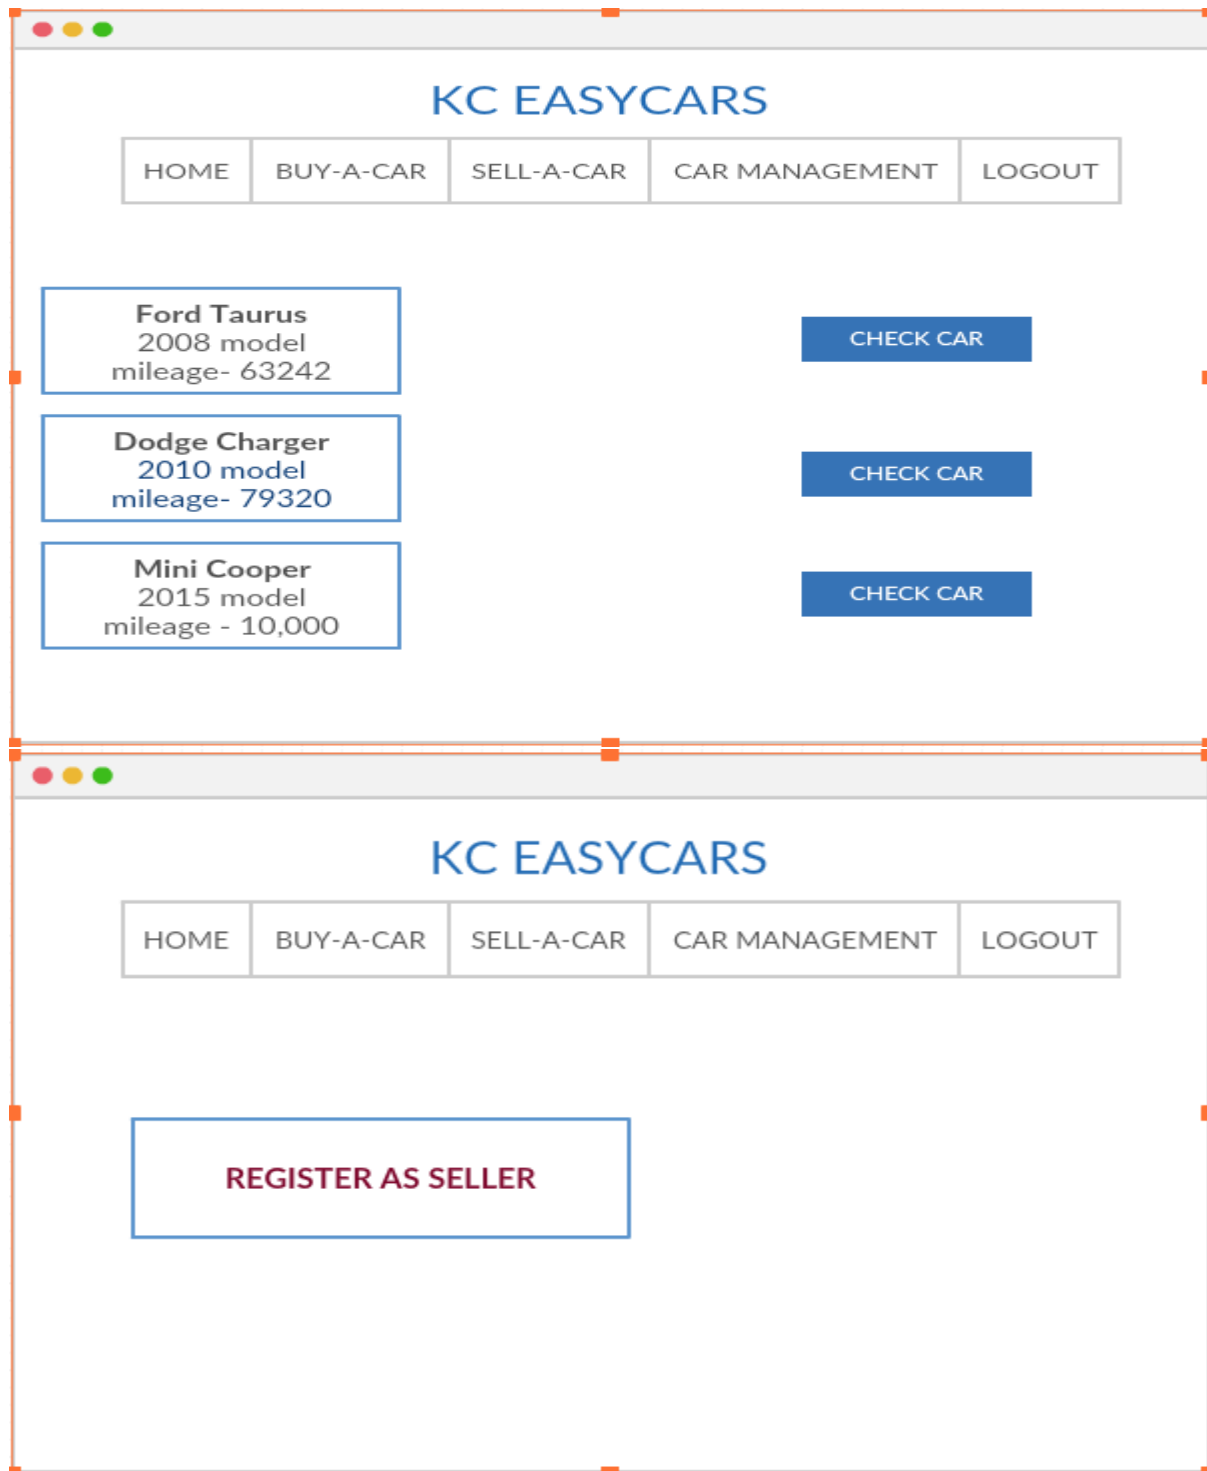 KC EASYCARS
HOME BUY-A-CAR SELL-A-CAR CAR MANAGEMENT LOGOUT
Ford Taurus
2008 model
mileage- 63242
CHECK CAR
Dodge Charger
2010 model
mileage- 79320
CHECK CAR
Mini Cooper
2015 model
mileage - 10,000
CHECK CAR
KC EASYCARS
HOME BUY-A-CAR SELL-A-CAR CAR MANAGEMENT LOGOUT
REGISTER AS SELLER